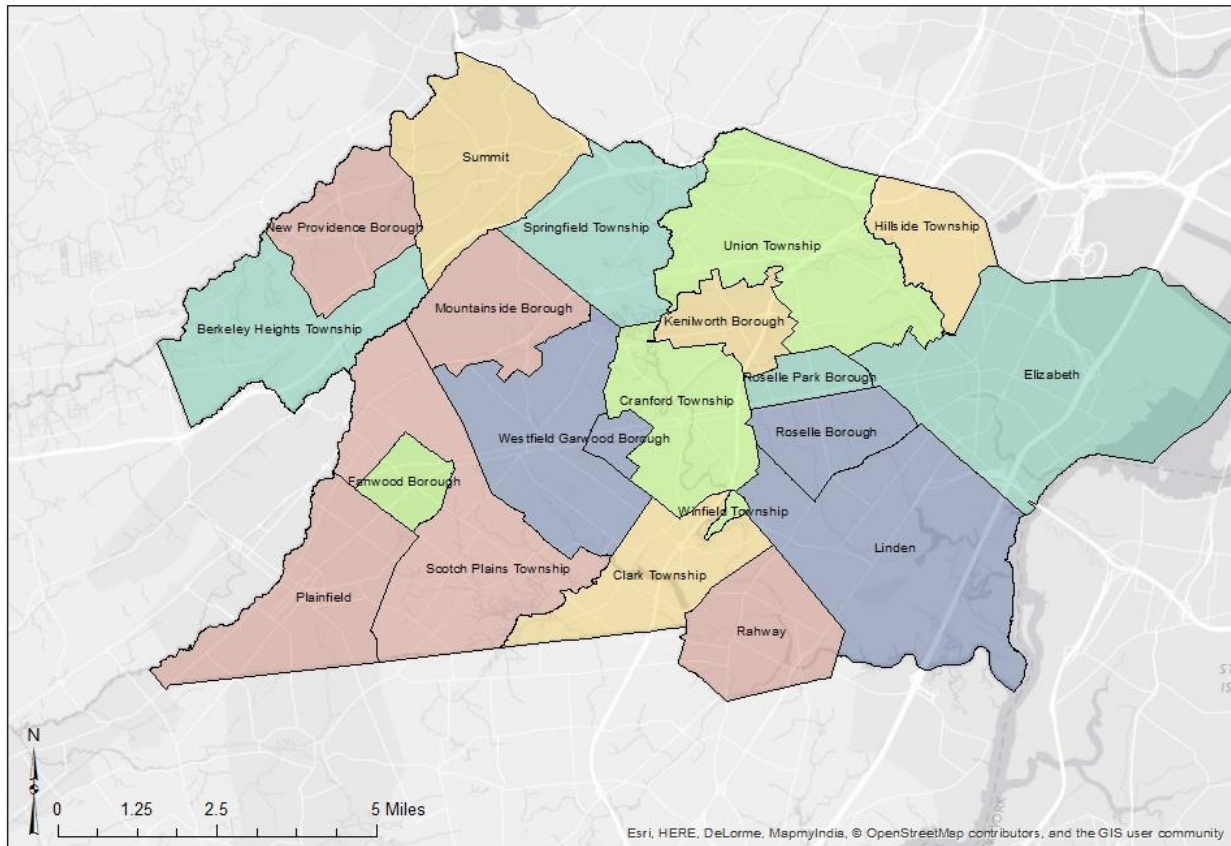 Summit
New Providence Borough
Springfield Township
Hillside Township
Union Township
Mountainside Borough
Kenilworth Borough
Berkeley Heights Township
Elizabeth
Roselle Park Borough
Cranford Township
Westfield
Garwood Borough
Roselle Borough
Fanwood Borough
Winfield Township
Linden
Scotch Plains Township
Clark Township
Plainfield
Rahway
N
0 1.25 2.5 5 Miles
Esri, HERE, DeLorme, MapmyIndia, © OpenStreetMap contributors, and the GIS user community